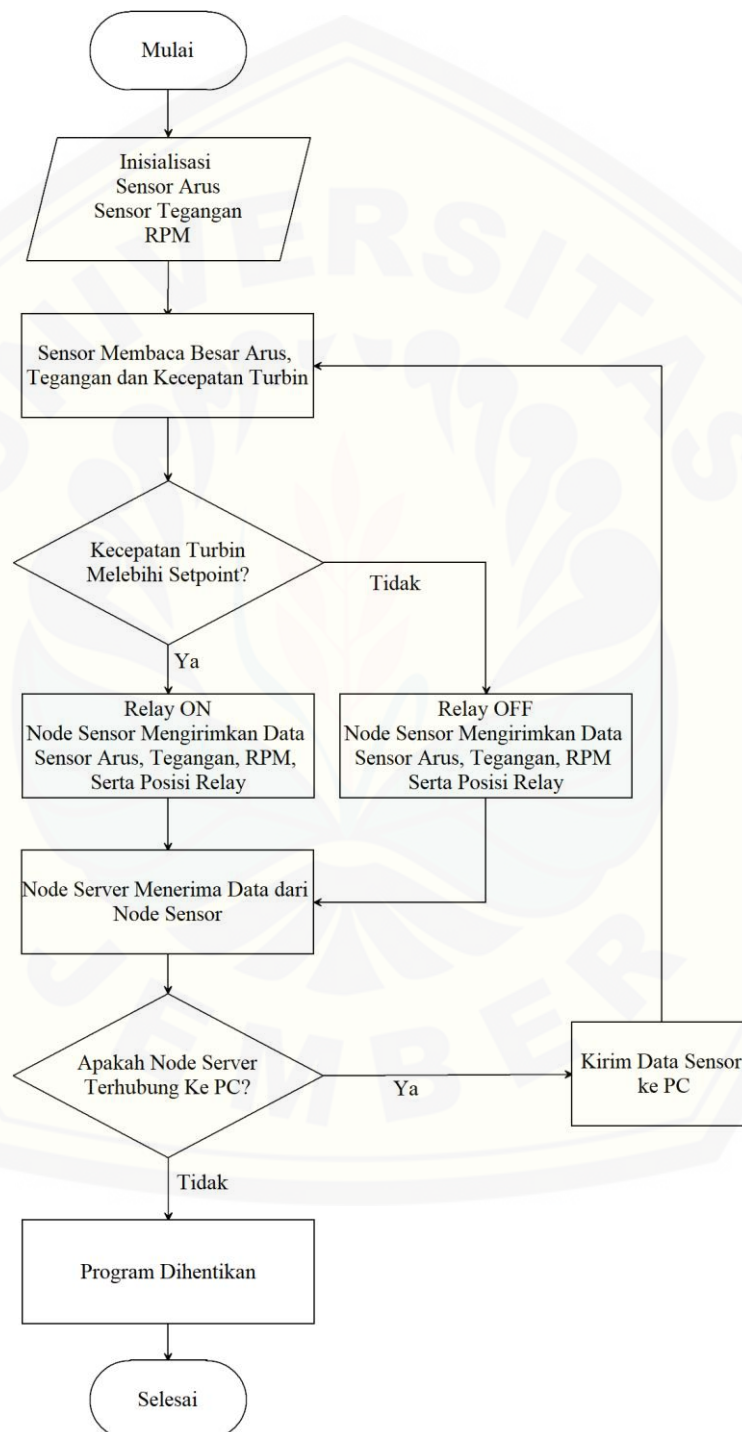 Mulai
Inisialisasi
Sensor Arus
Sensor Tegangan
RPM
Sensor Membaca Besar Arus,
Tegangan dan Kecepatan Turbin
Kecepatan Turbin
Melebihi Setpoint?
Tidak
Ya
Relay ON
Node Sensor Mengirimkan Data
Sensor Arus, Tegangan, RPM,
Serta Posisi Relay
Relay OFF
Node Sensor Mengirimkan Data
Sensor Arus, Tegangan, RPM
Serta Posisi Relay
Node Server Menerima Data dari
Node Sensor
Apakah Node Server
Terhubung Ke PC?
Ya
Kirim Data Sensor
ke PC
Tidak
Program Dihentikan
Selesai
UNIVERSITAS
JEMBER